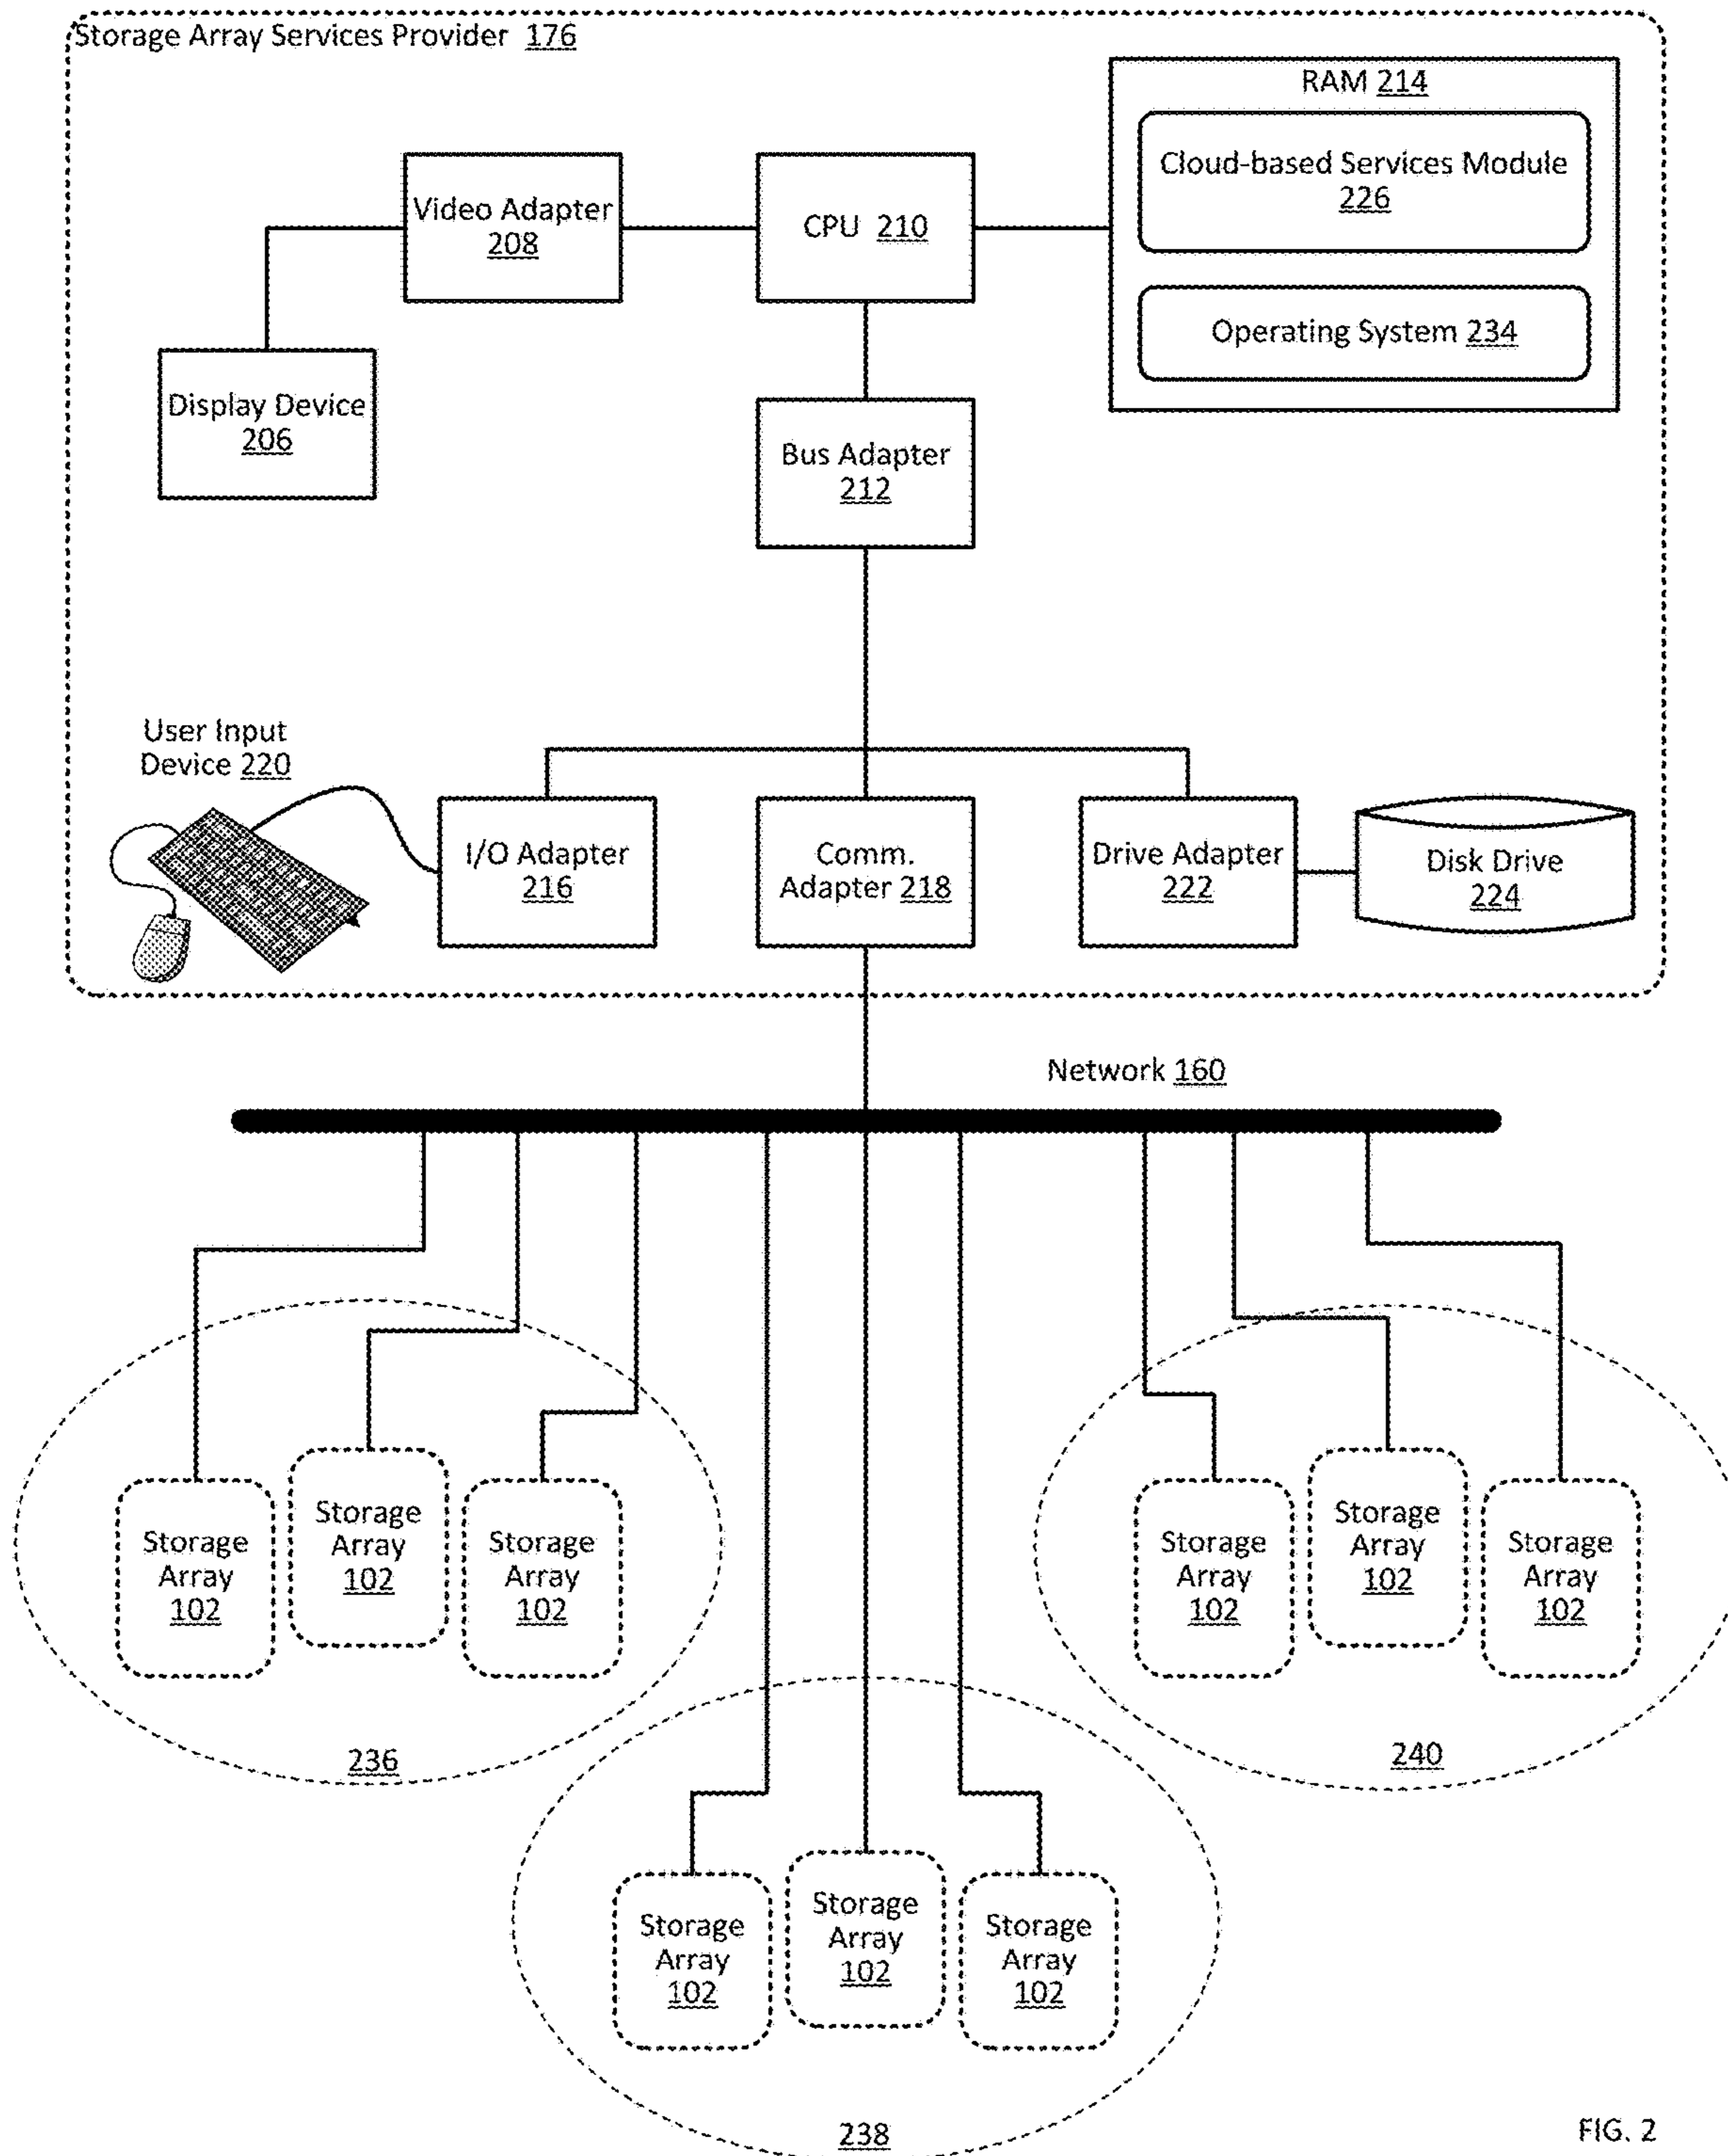 Storage Array Services Provider 176
RAM 214
Cloud-based Services Module
226
Operating System 234
Video Adapter
208
CPU 210
Display Device
206
Bus Adapter
212
User Input
Device 220
I/O Adapter
216
Comm.
Adapter 218
Drive Adapter
222
Disk Drive
224
Network 160
Storage
Array
102
Storage
Array
102
Storage
Array
102
236
Storage
Array
102
Storage
Array
102
Storage
Array
102
240
Storage
Array
102
Storage
Array
102
Storage
Array
102
238
FIG. 2